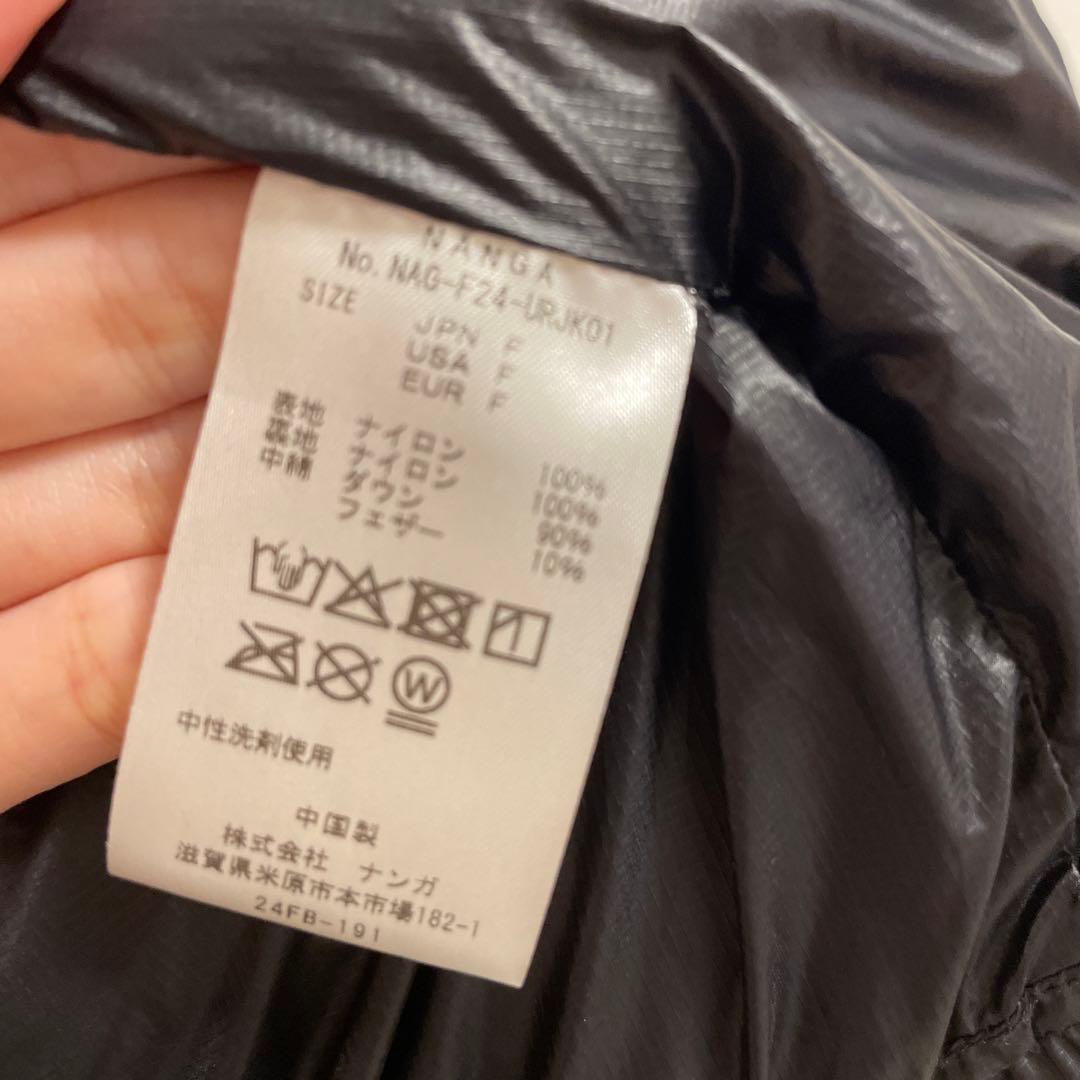 NANGA
No. NAG-F24-URJK01
SIZE JPN F
USA F
EUR F
表地 ナイロン 100%
裏地 ナイロン 100%
中綿 ダウン 90%
フェザー 10%
W
中性洗剤使用
中国製
株式会社 ナンガ
滋賀県米原市本市場182-1
24FB-191